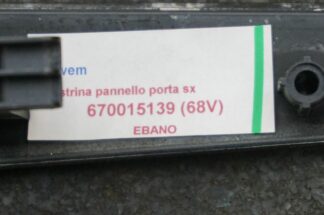 vem
strina pannello porta sx
670015139 (68V)
EBANO